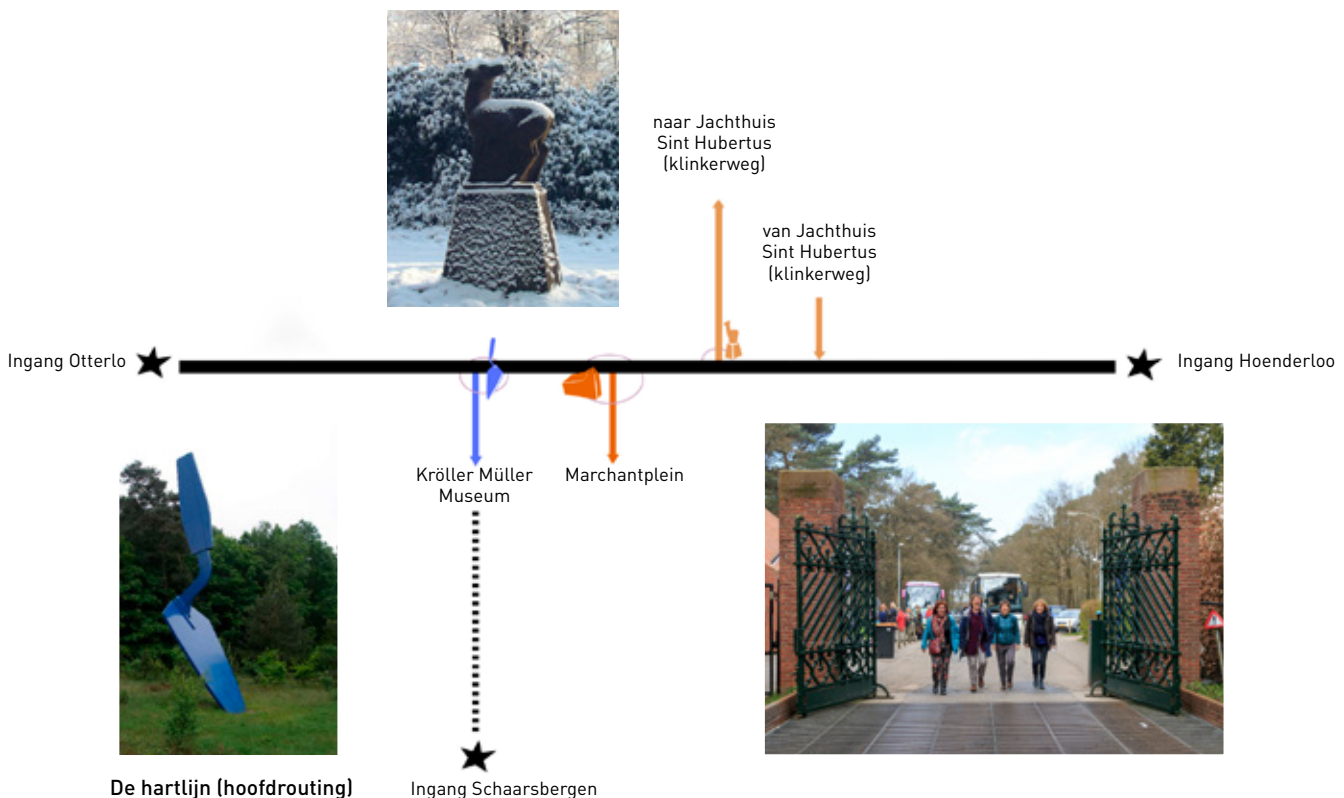 naar Jachthuis
Sint Hubertus
(klinkerweg)
van Jachthuis
Sint Hubertus
(klinkerweg)
Ingang Otterlo
Ingang Hoenderloo
Kröller Müller
Museum
Marchantplein
De hartlijn (hoofdrouting)
Ingang Schaarsbergen